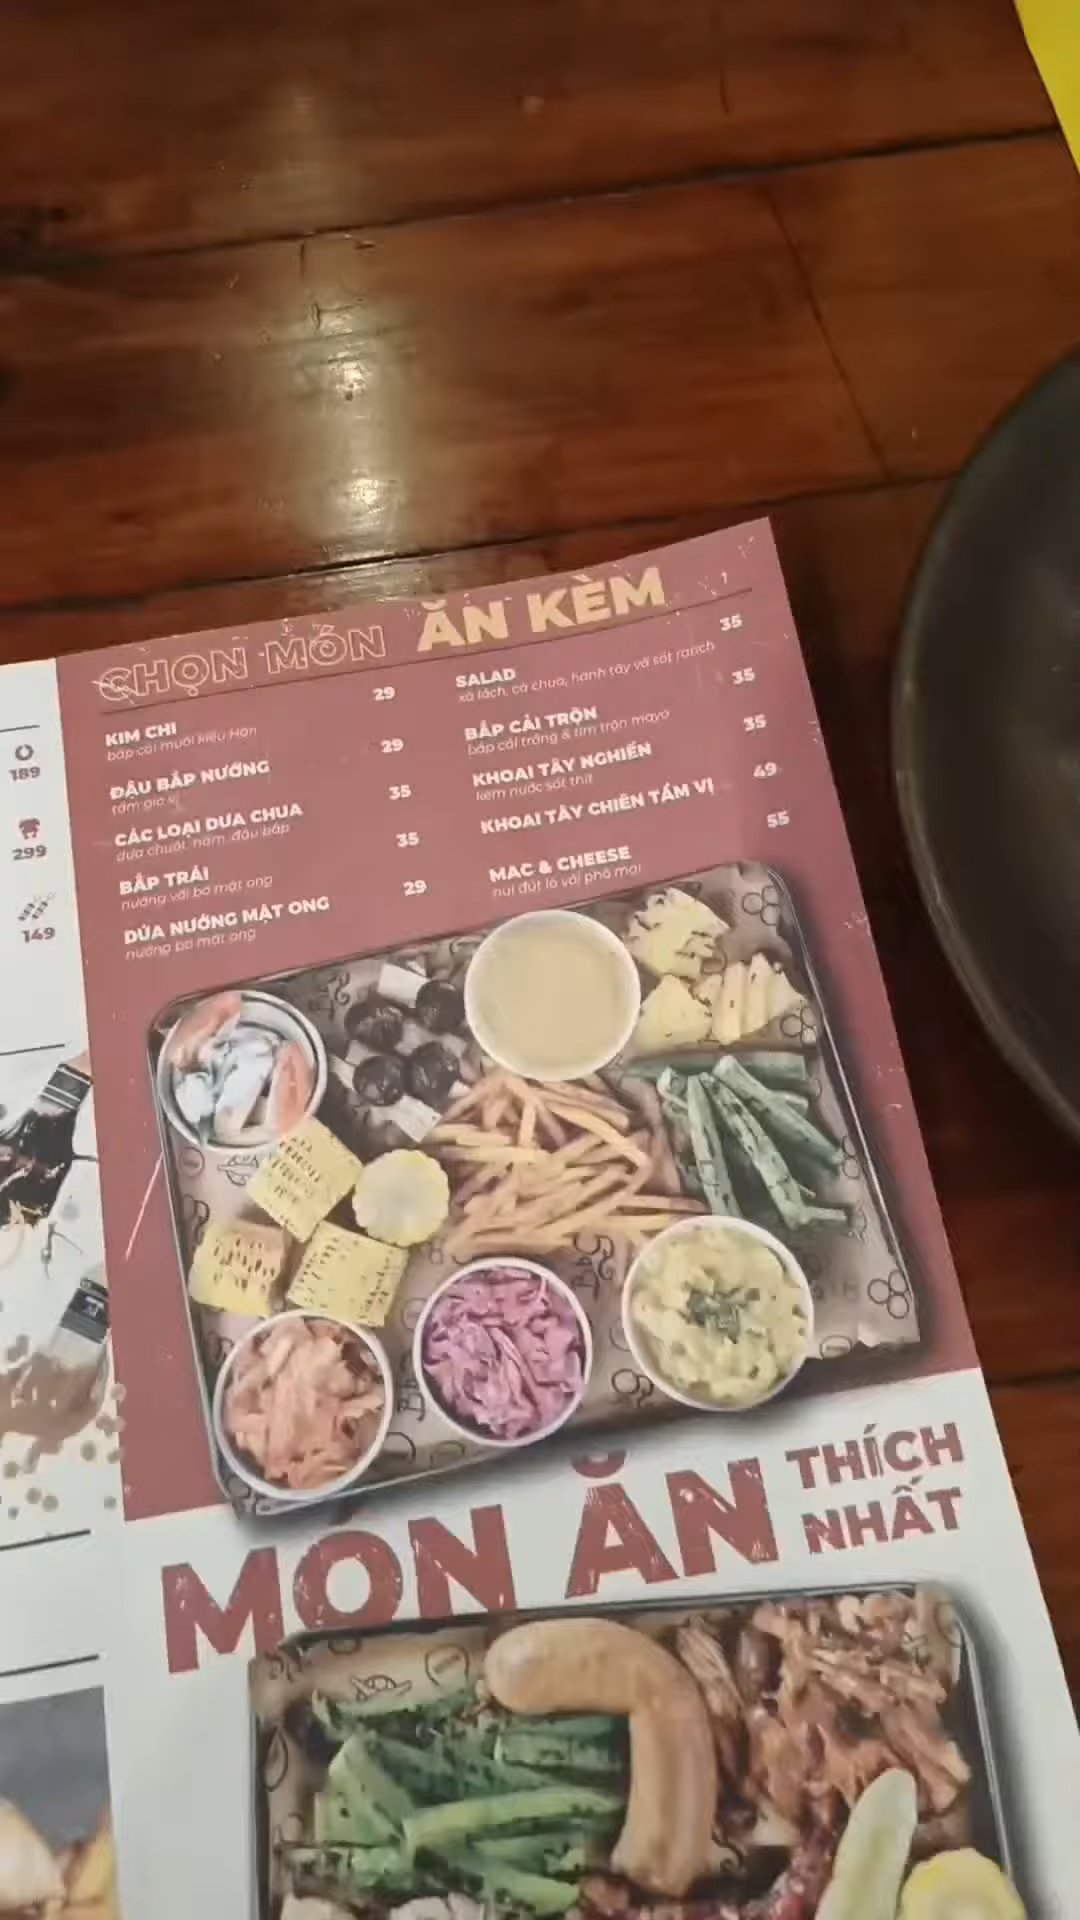 CHỌN MÓN ĂN KÈM
KIM CHI 29
bắp cải muối kiểu Hàn
ĐẬU BẮP NƯỚNG 29
tẩm gia vị
CÁC LOẠI DƯA CHUA 35
dưa chuột, nấm, đậu bắp
BẮP TRÁI 35
nướng với bơ mật ong
DỨA NƯỚNG MẬT ONG 29
nướng bơ mật ong
SALAD 35
xà lách, cà chua, hành tây với sốt ranch
BẮP CẢI TRỘN 35
bắp cải trắng & tím trộn mayo
KHOAI TÂY NGHIỀN 35
kèm nước sốt thịt
KHOAI TÂY CHIÊN TẨM VỊ 49
MAC & CHEESE 55
nui đút lò với phô mai
189
299
149
MÓN ĂN THÍCH
NHẤT